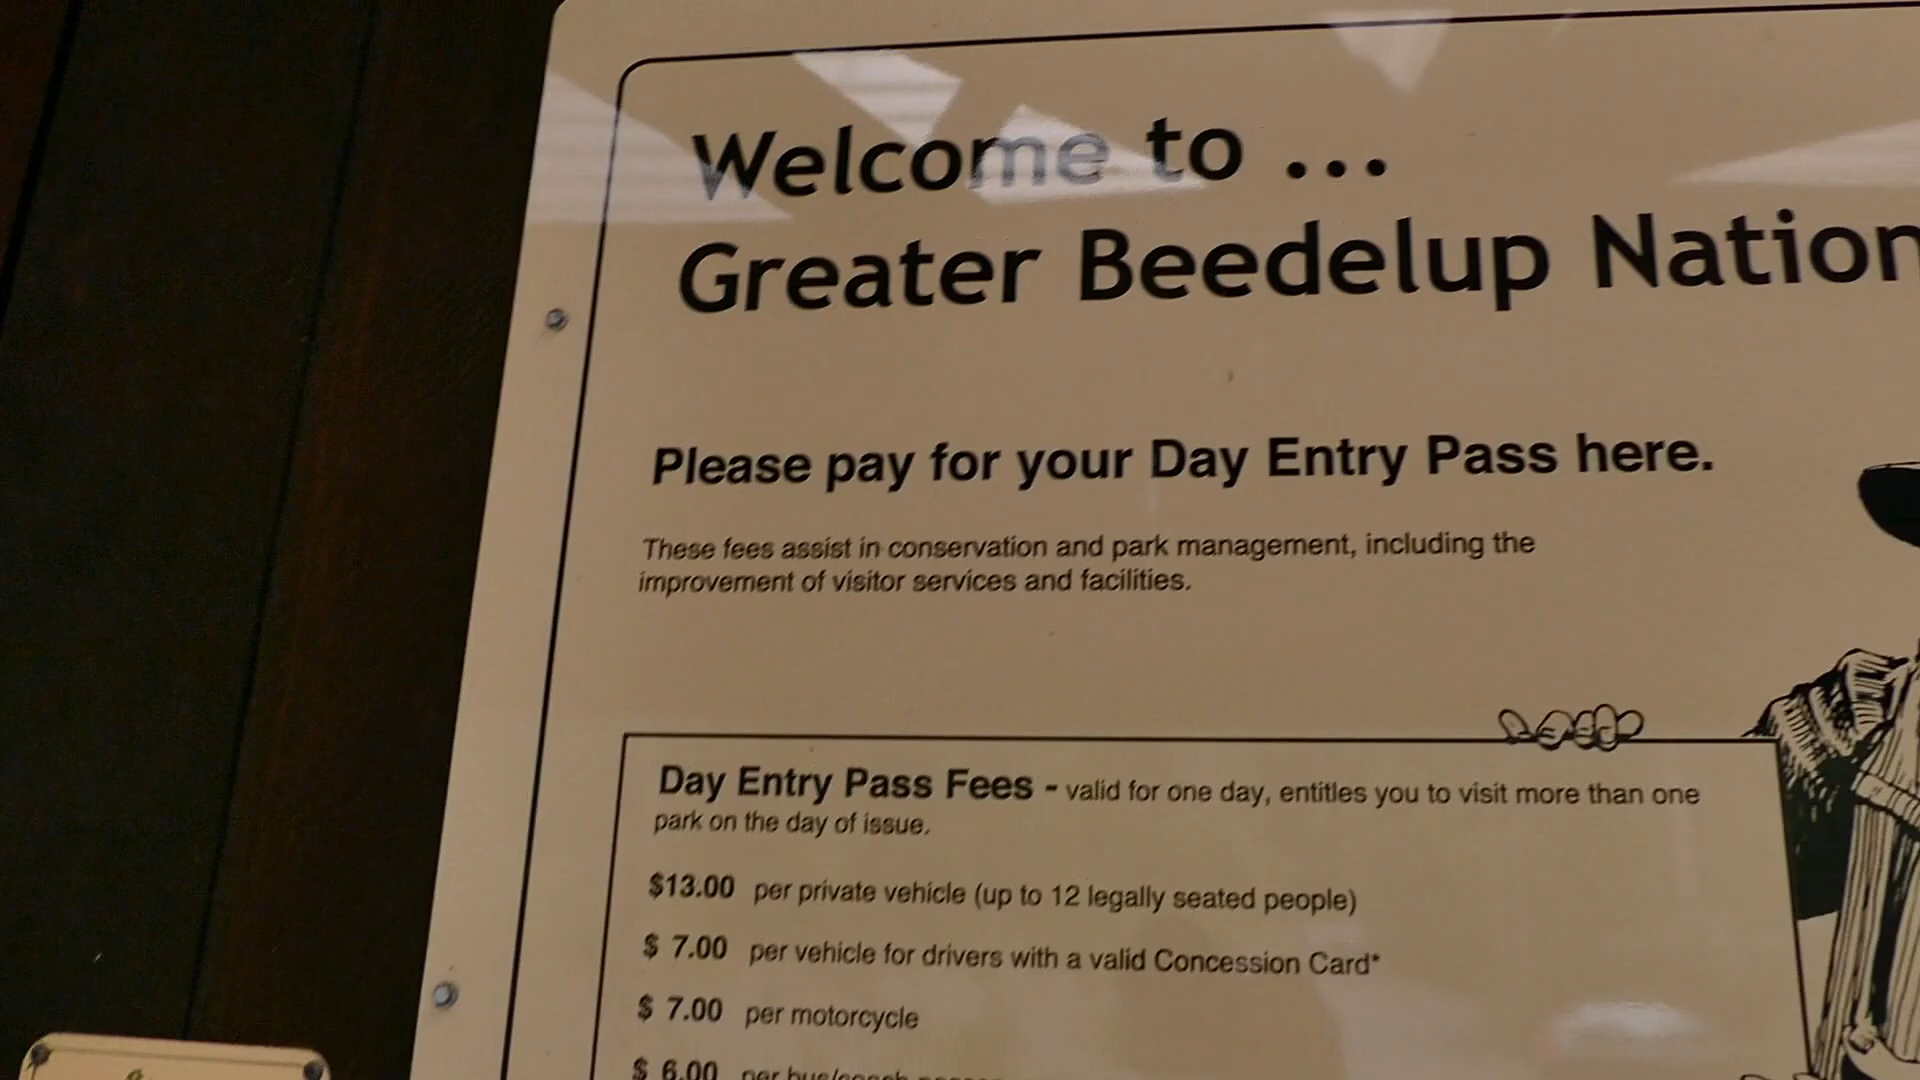 Welcome to ...
Greater Beedelup Nation
Please pay for your Day Entry Pass here.
These fees assist in conservation and park management, including the
improvement of visitor services and facilities.
Day Entry Pass Fees - valid for one day, entitles you to visit more than one
park on the day of issue.
$13.00 per private vehicle (up to 12 legally seated people)
$ 7.00 per vehicle for drivers with a valid Concession Card*
$ 7.00 per motorcycle
$ 6.00 per bus/coach